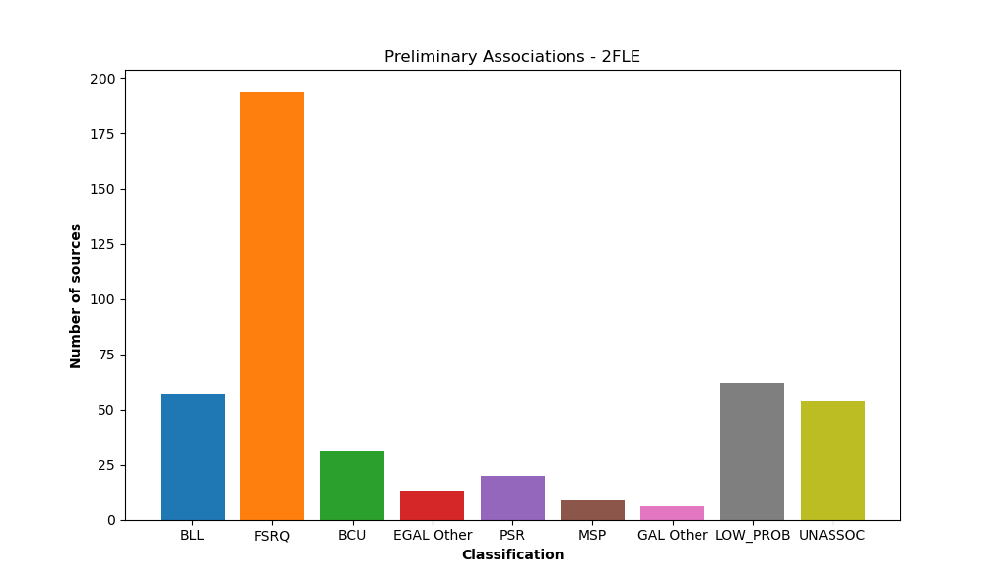 Preliminary Associations - 2FLE
Number of sources
200
175
150
125
100
75
50
25
0
BLL FSRQ BCU EGAL Other PSR MSP GAL Other LOW_PROB UNASSOC
Classification